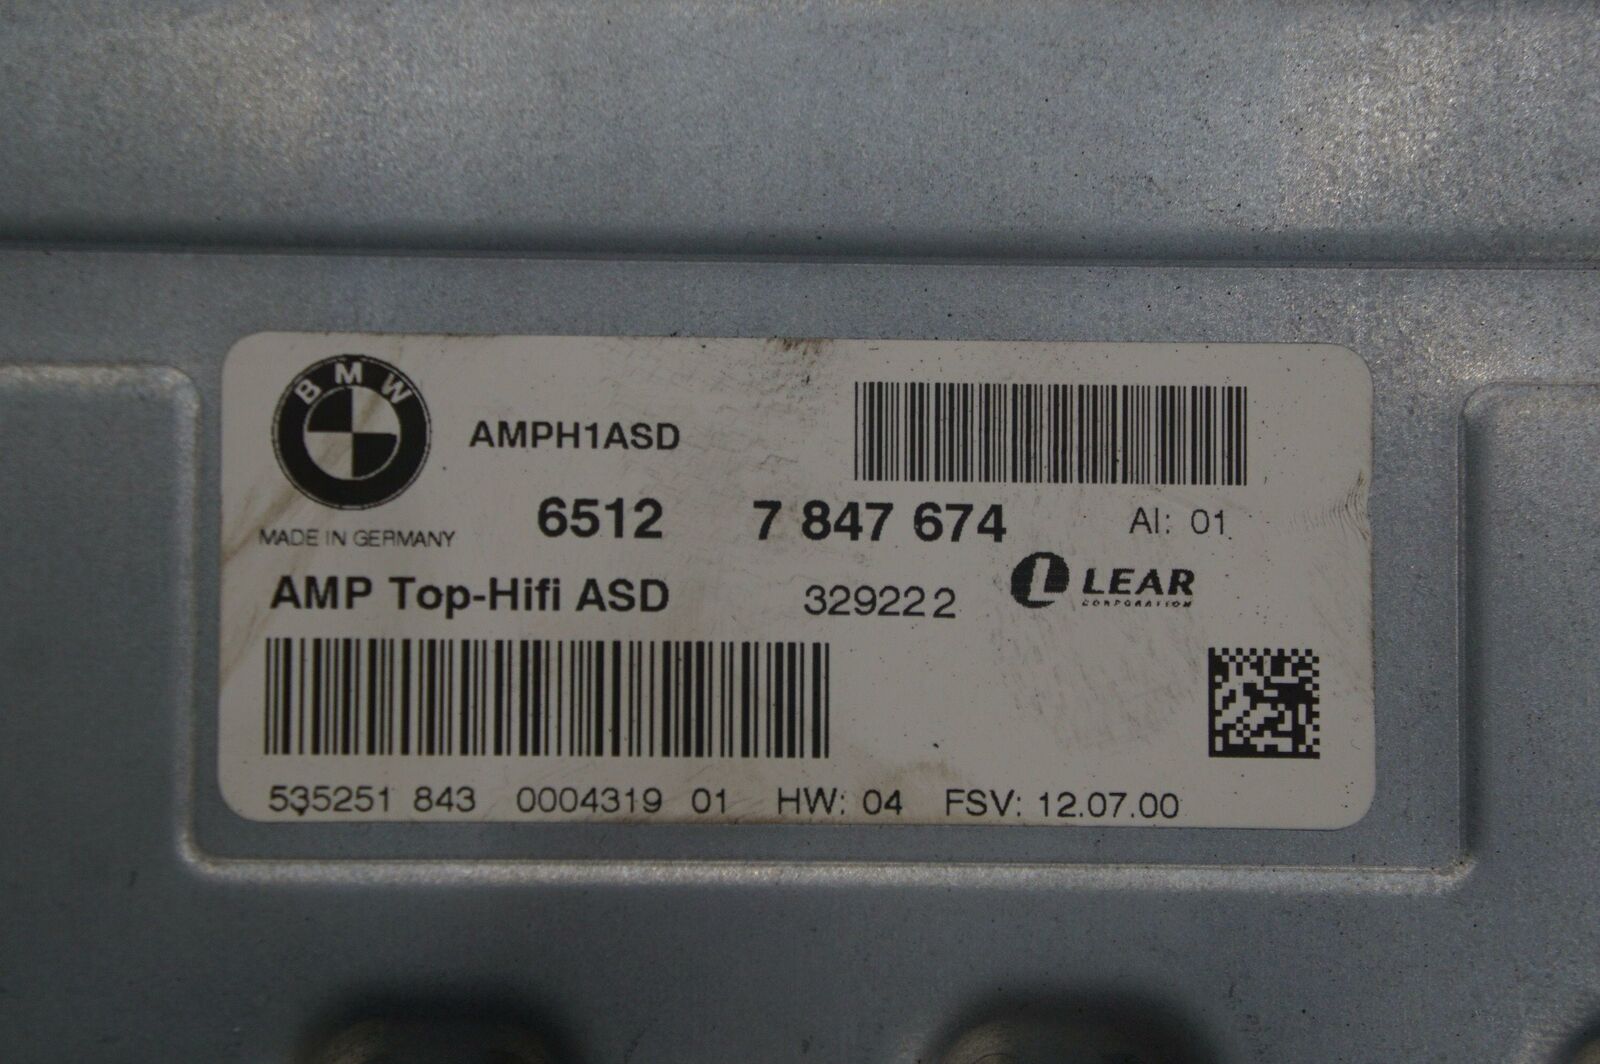 BMW
AMPH1ASD
MADE IN GERMANY
6512 7 847 674 AI: 01
AMP Top-Hifi ASD 329222 LEAR
CORPORATION
535251 843 0004319 01 HW: 04 FSV: 12.07.00